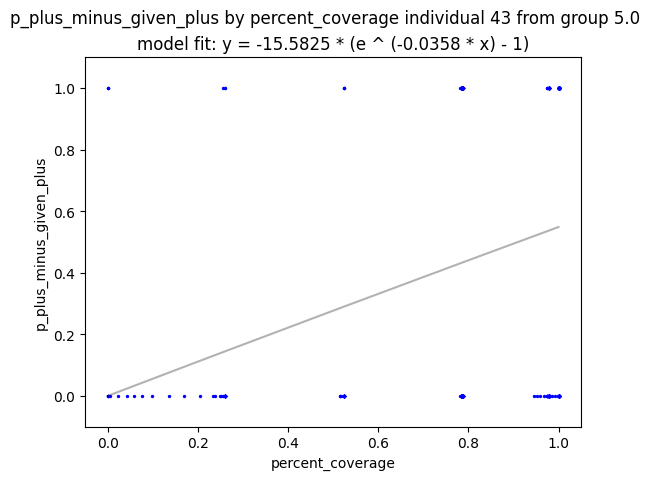 p_plus_minus_given_plus by percent_coverage individual 43 from group 5.0
model fit: y = -15.5825 * (e ^ (-0.0358 * x) - 1)
1.0
0.8
0.6
0.4
0.2
0.0
p_plus_minus_given_plus
0.0 0.2 0.4 0.6 0.8 1.0
percent_coverage